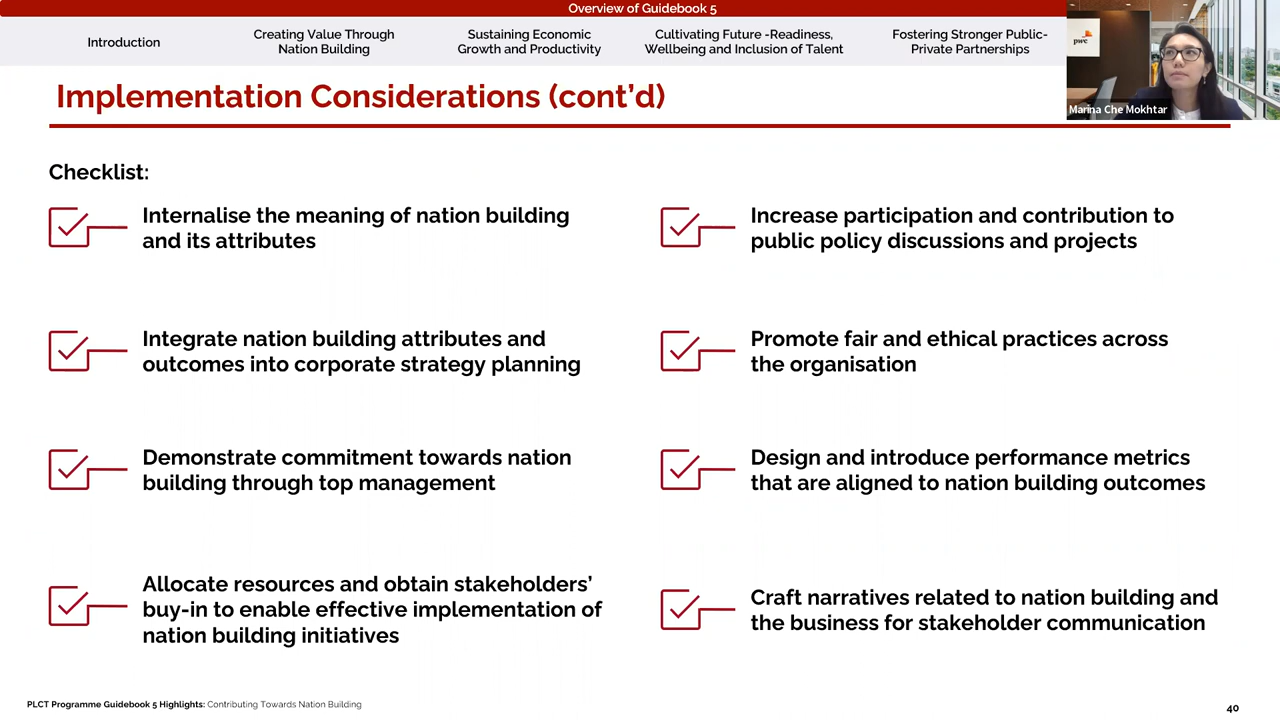 Overview of Guidebook 5
Introduction
Creating Value Through
Nation Building
Sustaining Economic
Growth and Productivity
Cultivating Future -Readiness,
Wellbeing and Inclusion of Talent
Fostering Stronger Public-
Private Partnerships
pwc
Marina Che Mokhtar
Implementation Considerations (cont’d)
Checklist:
Internalise the meaning of nation building
and its attributes
Integrate nation building attributes and
outcomes into corporate strategy planning
Demonstrate commitment towards nation
building through top management
Allocate resources and obtain stakeholders’
buy-in to enable effective implementation of
nation building initiatives
Increase participation and contribution to
public policy discussions and projects
Promote fair and ethical practices across
the organisation
Design and introduce performance metrics
that are aligned to nation building outcomes
Craft narratives related to nation building and
the business for stakeholder communication
PLCT Programme Guidebook 5 Highlights: Contributing Towards Nation Building
40